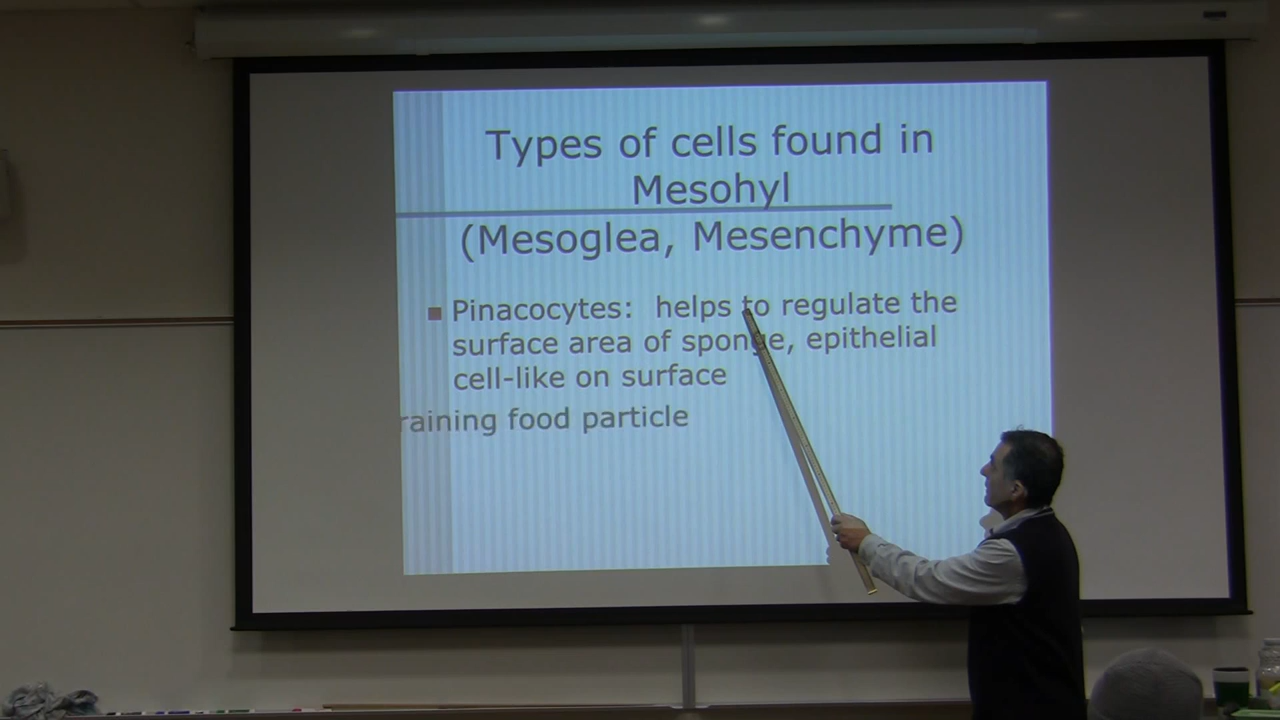 Types of cells found in
Mesohyl
(Mesoglea, Mesenchyme)
Pinacocytes: helps to regulate the
surface area of sponge, epithelial
cell-like on surface
raining food particle